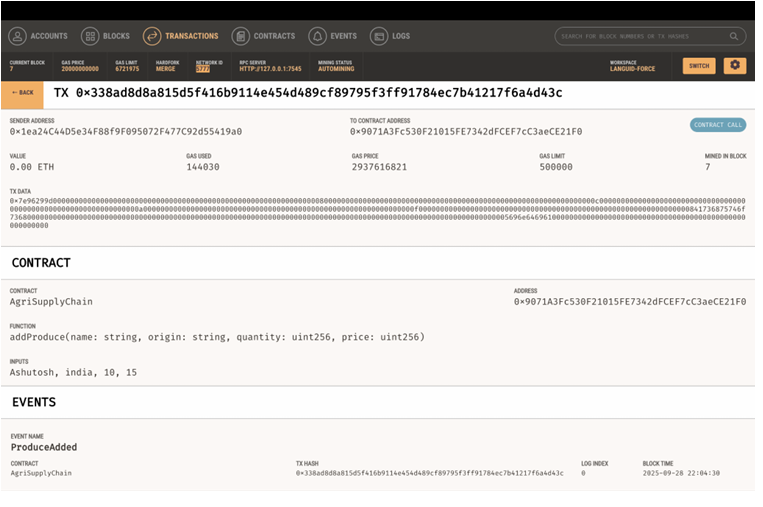 ACCOUNTS BLOCKS TRANSACTIONS CONTRACTS EVENTS LOGS SEARCH FOR BLOCK NUMBERS OR TX HASHES
CURRENT BLOCK GAS PRICE GAS LIMIT HARDFORK NETWORK ID RPC SERVER MINING STATUS WORKSPACE
7 20000000000 6721975 MERGE 5777 HTTP://127.0.0.1:7545 AUTOMINING LANGUID-FORCE SWITCH
← BACK TX 0×338ad8d8a815d5f416b9114e454d489cf89795f3ff91784ec7b41217f6a4d43c
SENDER ADDRESS TO CONTRACT ADDRESS
0×1ea24C44D5e34F88f9F095072F477C92d55419a0 0×9071A3Fc530F21015FE7342dFCEF7cC3aeCE21F0 CONTRACT CALL
VALUE GAS USED GAS PRICE GAS LIMIT MINED IN BLOCK
0.00 ETH 144030 2937616821 500000 7
TX DATA
CONTRACT
CONTRACT ADDRESS
AgriSupplyChain 0×9071A3Fc530F21015FE7342dFCEF7cC3aeCE21F0
FUNCTION
addProduce(name: string, origin: string, quantity: uint256, price: uint256)
INPUTS
Ashutosh, india, 10, 15
EVENTS
EVENT NAME
ProduceAdded
CONTRACT TX HASH LOG INDEX BLOCK TIME
AgriSupplyChain 0×338ad8d8a815d5f416b9114e454d489cf89795f3ff91784ec7b41217f6a4d43c 0 2025-09-28 22:04:30